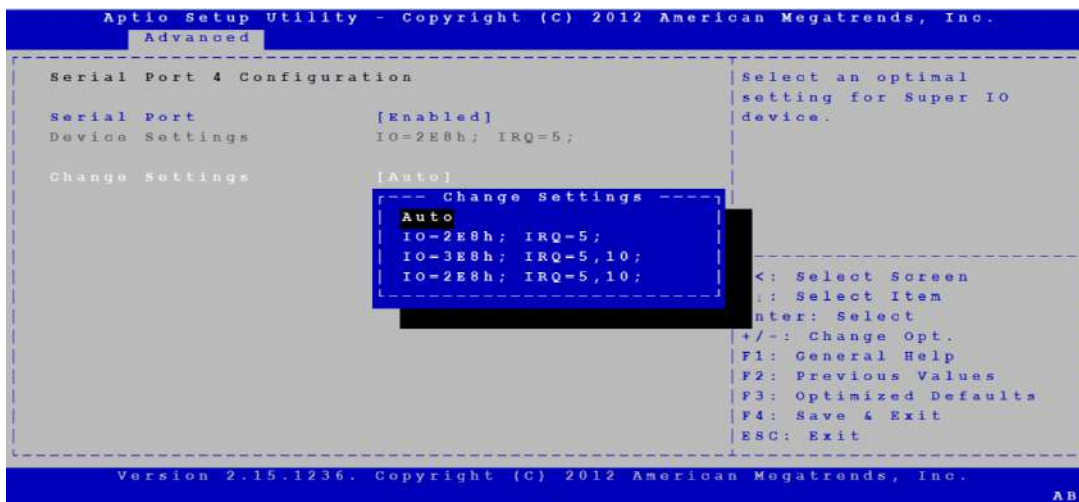 Aptio Setup Utility - Copyright (C) 2012 American Megatrends, Inc.
Advanced
Serial Port 4 Configuration
Serial Port [Enabled]
Device Settings IO=2E8h; IRQ=5;
Change Settings [Auto]
Change Settings
Auto
IO=2E8h; IRQ=5;
IO=3E8h; IRQ=5,10;
IO=2E8h; IRQ=5,10;
Select an optimal
setting for Super IO
device.
<: Select Screen
: Select Item
nter: Select
+/-: Change Opt.
F1: General Help
F2: Previous Values
F3: Optimized Defaults
F4: Save & Exit
ESC: Exit
Version 2.15.1236. Copyright (C) 2012 American Megatrends, Inc.
AB